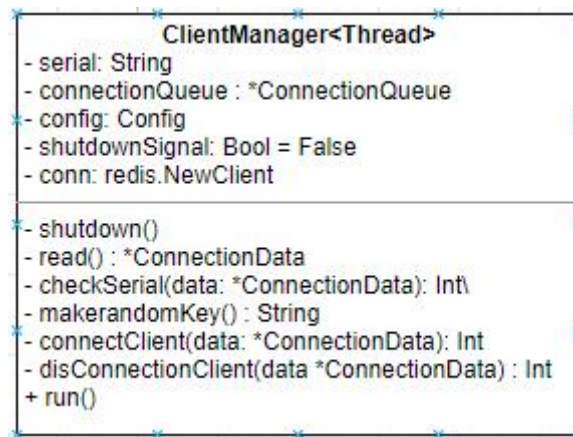 ClientManager<Thread>
- serial: String
- connectionQueue : *ConnectionQueue
- config: Config
- shutdownSignal: Bool = False
- conn: redis.NewClient
- shutdown()
- read() : *ConnectionData
- checkSerial(data: *ConnectionData): Int\
- makerandomKey() : String
- connectClient(data: *ConnectionData): Int
- disConnectionClient(data *ConnectionData) : Int
+ run()